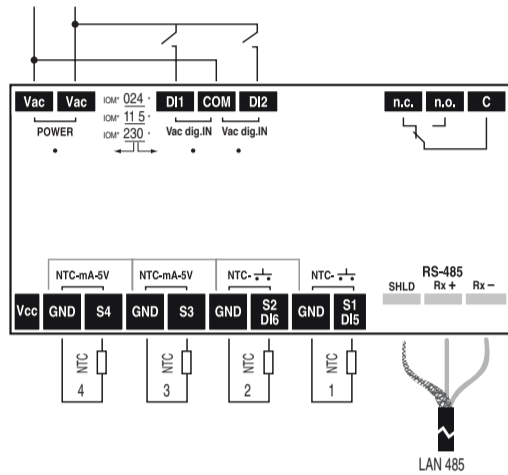 Vac Vac
DI1 COM DI2
n.c. n.o. C
POWER
IOM* 024 *
IOM* 115 *
IOM* 230 *
Vac dig.IN Vac dig.IN
NTC-mA-5V NTC-mA-5V NTC- NTC-
Vcc GND S4 GND S3 GND S2 DI6 GND S1 DI5
RS-485
SHLD Rx + Rx −
NTC 4
NTC 3
NTC 2
NTC 1
LAN 485